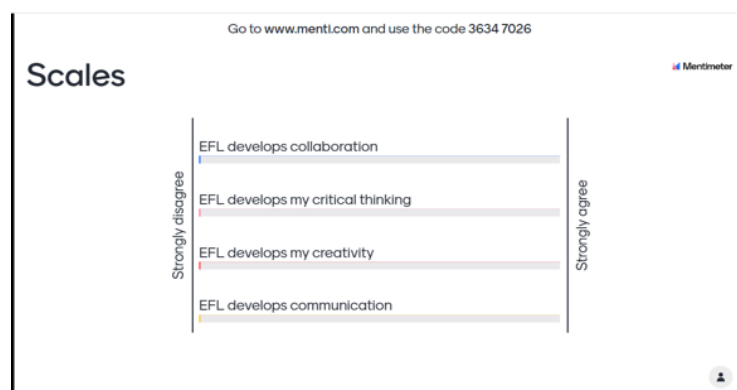 Go to www.menti.com and use the code 3634 7026
Scales
Mentimeter
Strongly disagree
EFL develops collaboration
EFL develops my critical thinking
EFL develops my creativity
EFL develops communication
Strongly agree